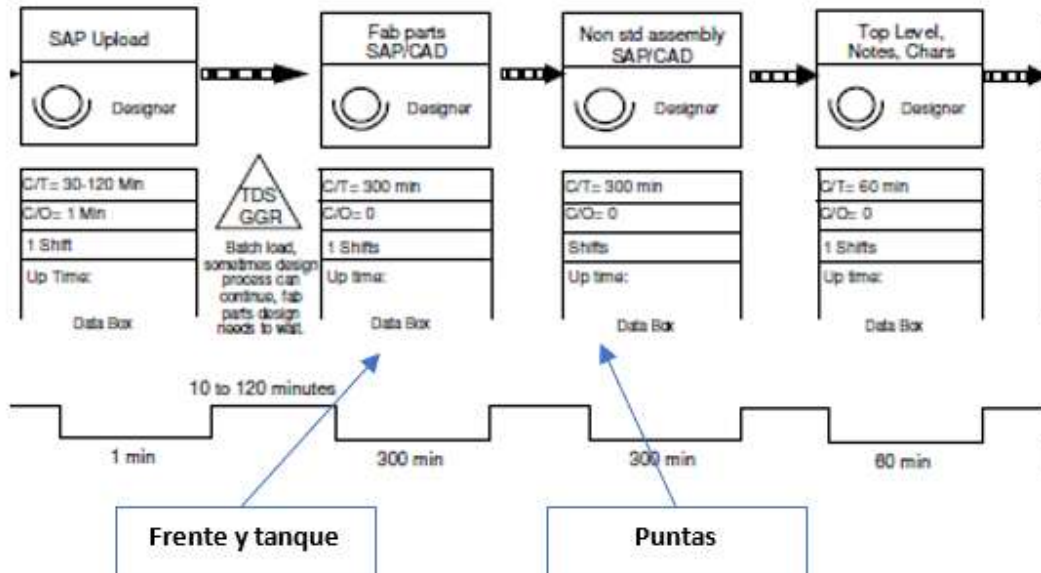 SAP Upload
Designer
C/T= 30-120 Min
C/O= 1 Min
1 Shift
Up Time:
Data Box
TDS
GGR
Batch load,
sometimes design
process can
continue, fab
parts design
needs to wait.
Fab parts
SAP/CAD
Designer
C/T= 300 min
C/O= 0
1 Shifts
Up time:
Data Box
Non std assembly
SAP/CAD
Designer
C/T= 300 min
C/O= 0
Shifts
Up time:
Data Box
Top Level,
Notes, Chars
Designer
C/T= 60 min
C/O= 0
1 Shifts
Up time:
Data Box
10 to 120 minutes
1 min
300 min
300 min
60 min
Frente y tanque
Puntas